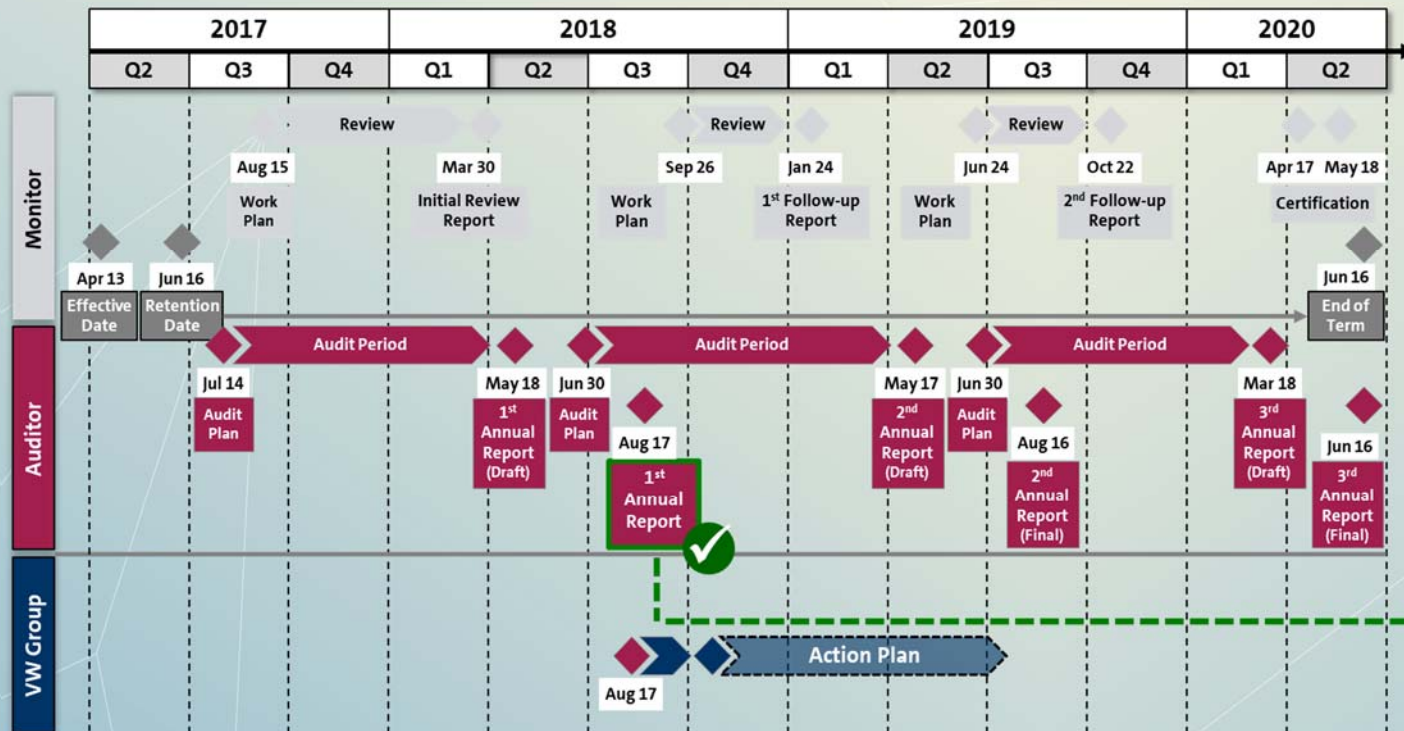 2017
2018
2019
2020
Q2
Q3
Q4
Q1
Q2
Q3
Q4
Q1
Q2
Q3
Q4
Q1
Q2
Monitor
Review
Review
Review
Aug 15
Mar 30
Sep 26
Jan 24
Jun 24
Oct 22
Apr 17
May 18
Work
Plan
Initial Review
Report
Work
Plan
1st Follow-up
Report
Work
Plan
2nd Follow-up
Report
Certification
Apr 13
Effective
Date
Jun 16
Retention
Date
Jun 16
End of
Term
Auditor
Audit Period
Audit Period
Audit Period
Jul 14
Audit
Plan
May 18
1st
Annual
Report
(Draft)
Jun 30
Audit
Plan
Aug 17
1st
Annual
Report
May 17
2nd
Annual
Report
(Draft)
Jun 30
Audit
Plan
Aug 16
2nd
Annual
Report
(Final)
Mar 18
3rd
Annual
Report
(Draft)
Jun 16
3rd
Annual
Report
(Final)
VW Group
Action Plan
Aug 17